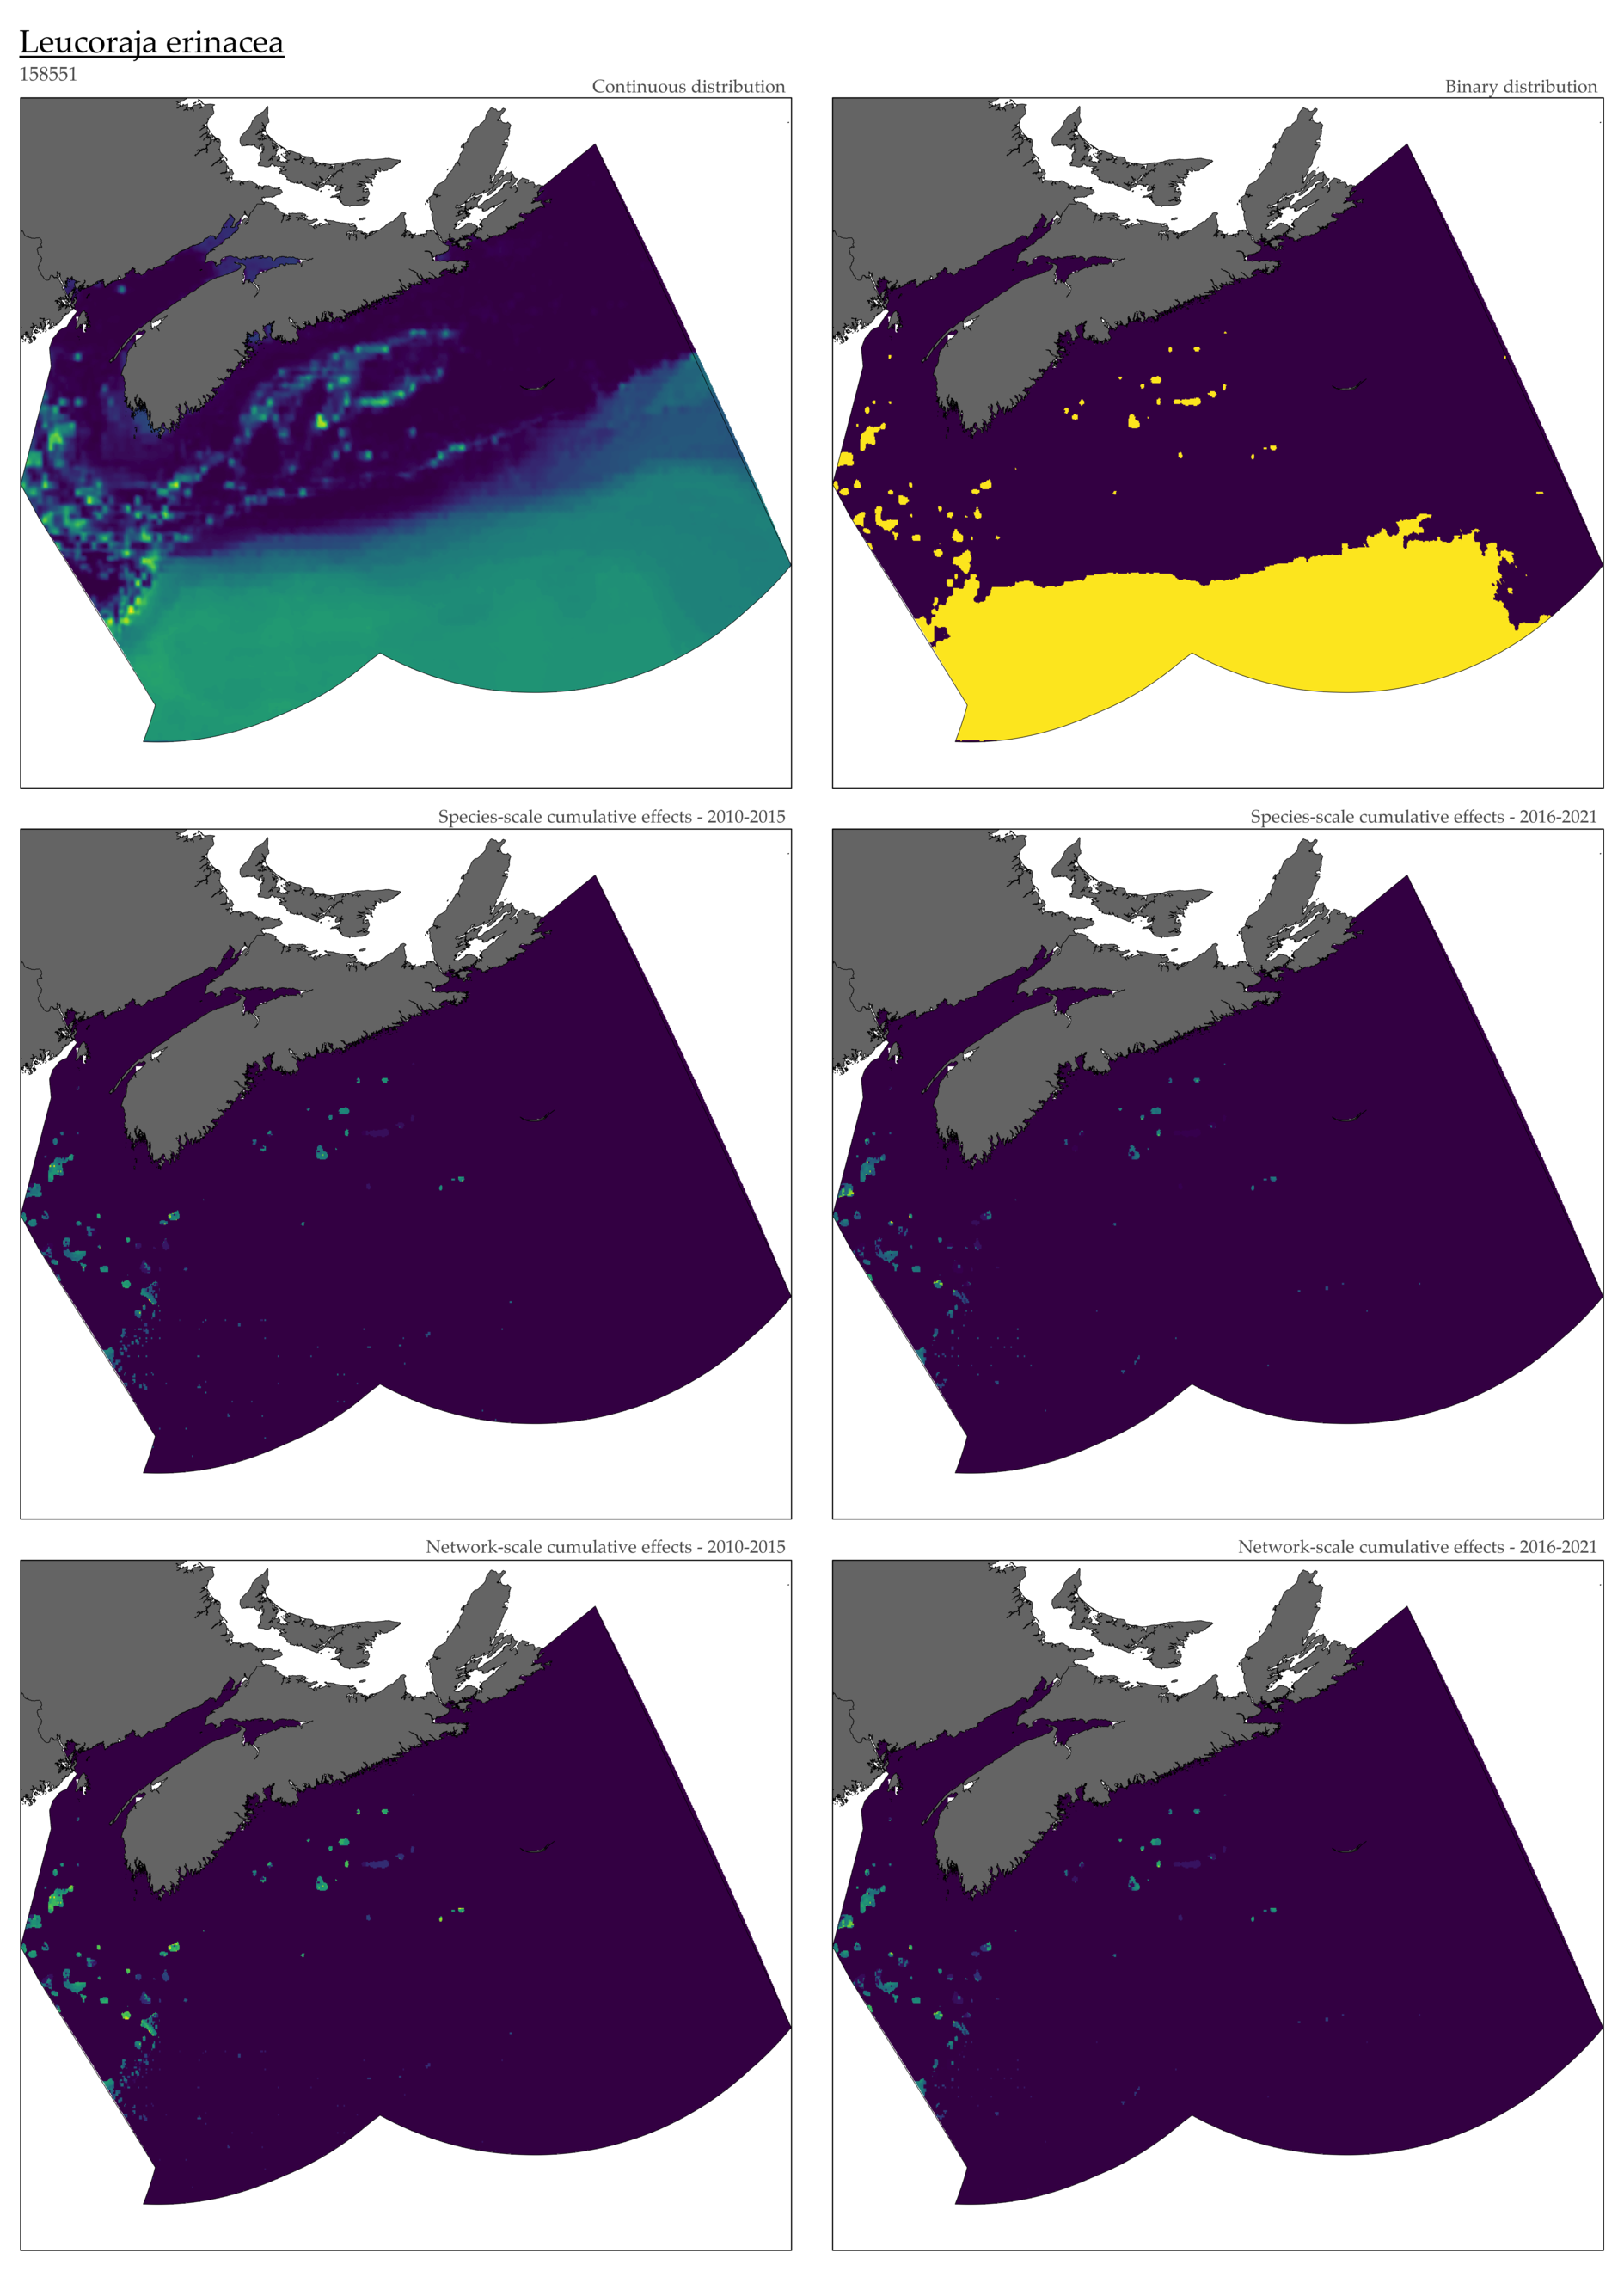 Leucoraja erinacea
158551
Continuous distribution
Binary distribution
Species-scale cumulative effects - 2010-2015
Species-scale cumulative effects - 2016-2021
Network-scale cumulative effects - 2010-2015
Network-scale cumulative effects - 2016-2021